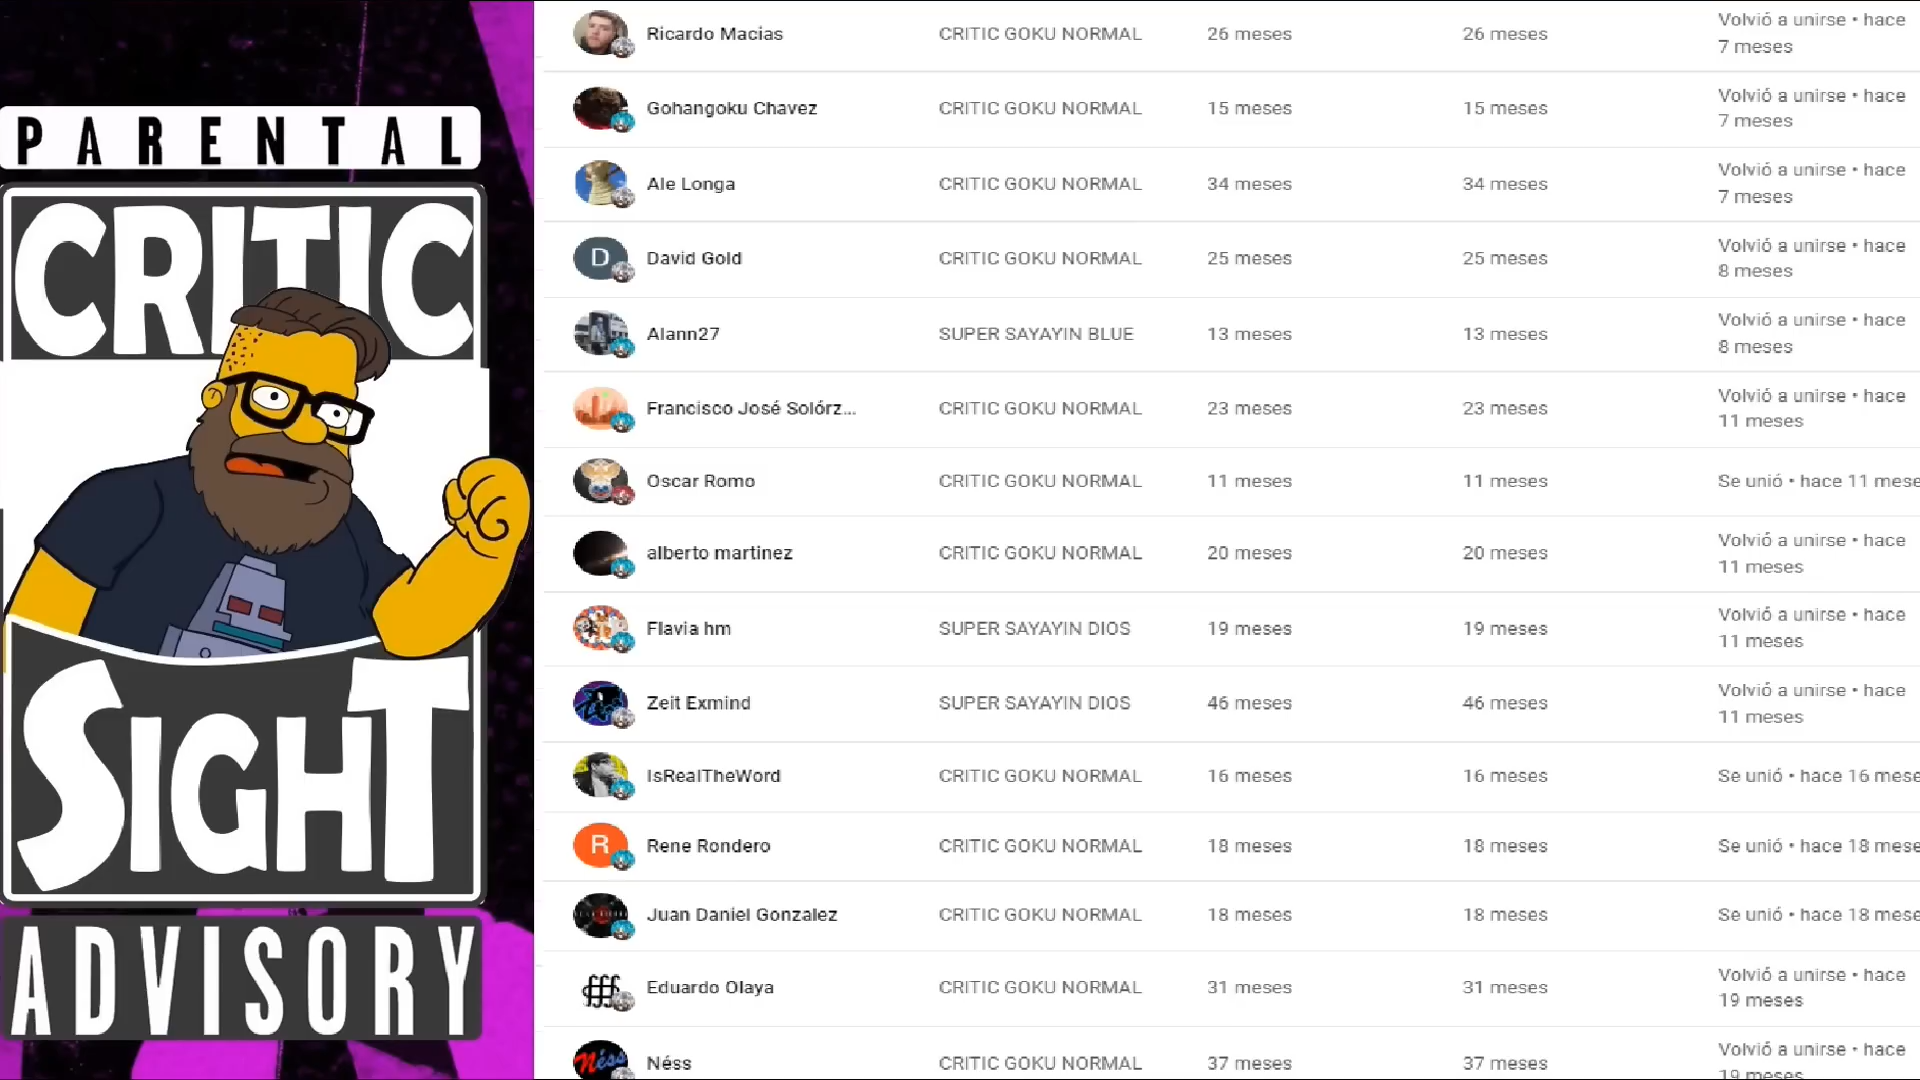 PARENTAL
CRITIC
SIGHT
ADVISORY
Ricardo Macias CRITIC GOKU NORMAL 26 meses 26 meses Volvió a unirse • hace
7 meses
Gohangoku Chavez CRITIC GOKU NORMAL 15 meses 15 meses Volvió a unirse • hace
7 meses
Ale Longa CRITIC GOKU NORMAL 34 meses 34 meses Volvió a unirse • hace
7 meses
D David Gold CRITIC GOKU NORMAL 25 meses 25 meses Volvió a unirse • hace
8 meses
Alann27 SUPER SAYAYIN BLUE 13 meses 13 meses Volvió a unirse • hace
8 meses
Francisco José Solórz... CRITIC GOKU NORMAL 23 meses 23 meses Volvió a unirse • hace
11 meses
Oscar Romo CRITIC GOKU NORMAL 11 meses 11 meses Se unió • hace 11 mese
alberto martinez CRITIC GOKU NORMAL 20 meses 20 meses Volvió a unirse • hace
11 meses
Flavia hm SUPER SAYAYIN DIOS 19 meses 19 meses Volvió a unirse • hace
11 meses
Zeit Exmind SUPER SAYAYIN DIOS 46 meses 46 meses Volvió a unirse • hace
11 meses
IsRealTheWord CRITIC GOKU NORMAL 16 meses 16 meses Se unió • hace 16 mese
R Rene Rondero CRITIC GOKU NORMAL 18 meses 18 meses Se unió • hace 18 mese
Juan Daniel Gonzalez CRITIC GOKU NORMAL 18 meses 18 meses Se unió • hace 18 mese
fff Eduardo Olaya CRITIC GOKU NORMAL 31 meses 31 meses Volvió a unirse • hace
19 meses
Néss Néss CRITIC GOKU NORMAL 37 meses 37 meses Volvió a unirse • hace
19 meses